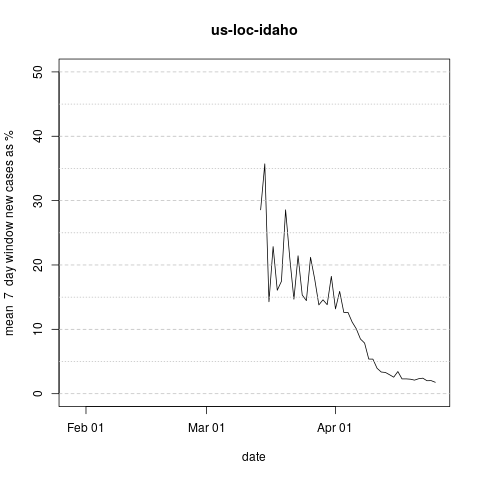 us-loc-idaho
mean  7  day window new cases as %
50
40
30
20
10
0
Feb 01
Mar 01
Apr 01
date